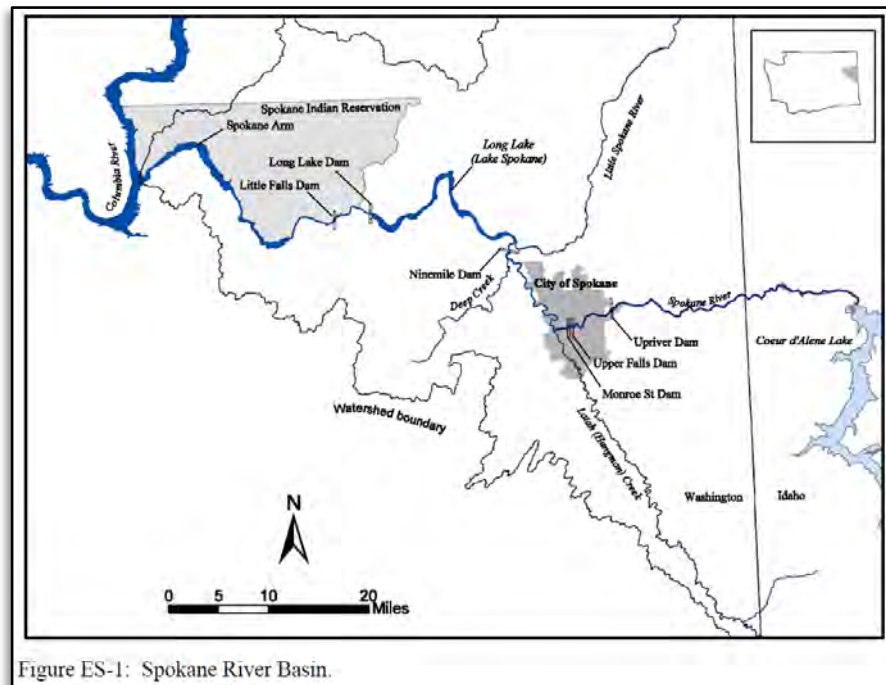 Spokane Indian Reservation
Spokane Arm
Columbia River
Long Lake Dam
Little Falls Dam
Long Lake
(Lake Spokane)
Little Spokane River
Ninemile Dam
City of Spokane
Deep Creek
Spokane River
Upriver Dam
Coeur d'Alene Lake
Upper Falls Dam
Monroe St Dam
Watershed boundary
Latah (Hangman) Creek
Washington
Idaho
N
0 5 10 20
Miles
Figure ES-1: Spokane River Basin.